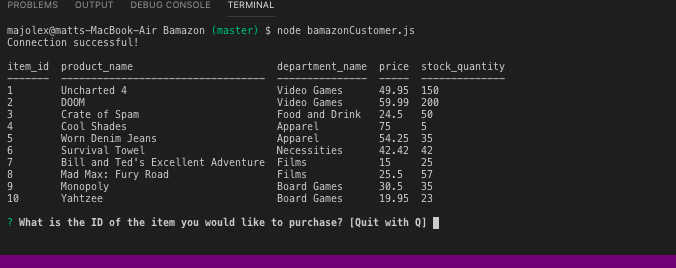 PROBLEMS OUTPUT DEBUG CONSOLE TERMINAL
majolex@matts-MacBook-Air Bamazon (master) $ node bamazonCustomer.js
Connection successful!
item_id product_name department_name price stock_quantity
1 Uncharted 4 Video Games 49.95 150
2 DOOM Video Games 59.99 200
3 Crate of Spam Food and Drink 24.5 50
4 Cool Shades Apparel 75 5
5 Worn Denim Jeans Apparel 54.25 35
6 Survival Towel Necessities 42.42 42
7 Bill and Ted's Excellent Adventure Films 15 25
8 Mad Max: Fury Road Films 25.5 57
9 Monopoly Board Games 30.5 35
10 Yahtzee Board Games 19.95 23
? What is the ID of the item you would like to purchase? [Quit with Q]